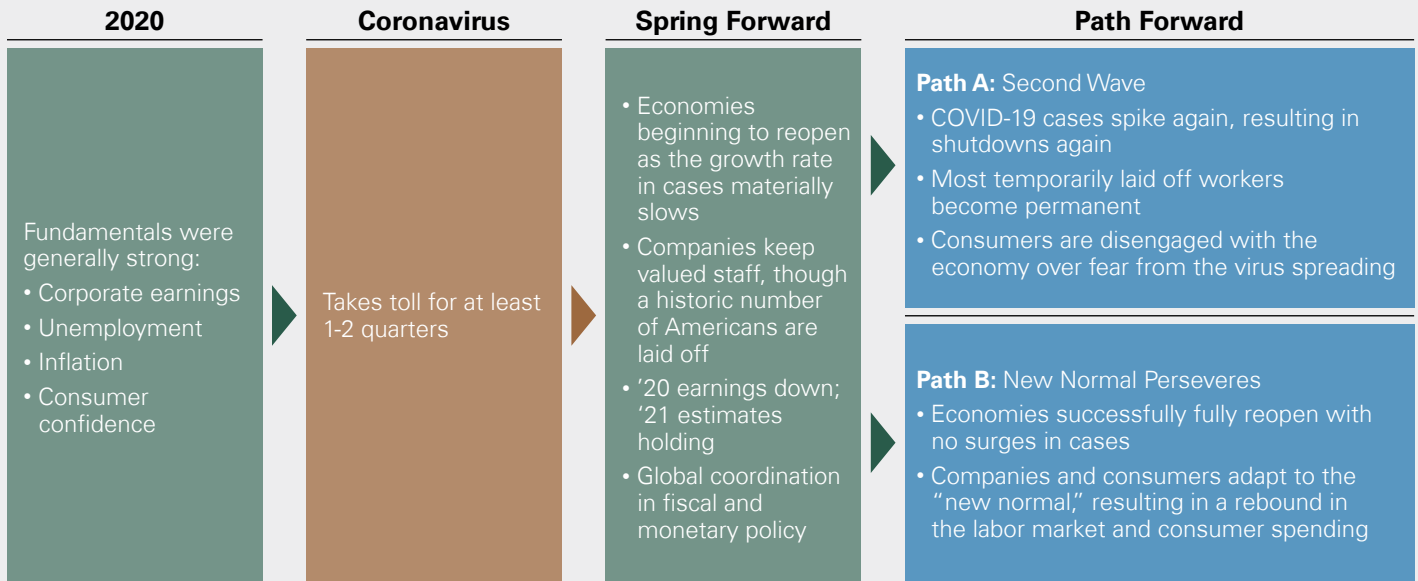 2020
Fundamentals were
generally strong:
• Corporate earnings
• Unemployment
• Inflation
• Consumer
confidence
Coronavirus
Takes toll for at least
1-2 quarters
Spring Forward
• Economies
beginning to reopen
as the growth rate
in cases materially
slows
• Companies keep
valued staff, though
a historic number
of Americans are
laid off
• ’20 earnings down;
‘21 estimates
holding
• Global coordination
in fiscal and
monetary policy
Path Forward
Path A: Second Wave
• COVID-19 cases spike again, resulting in
shutdowns again
• Most temporarily laid off workers
become permanent
• Consumers are disengaged with the
economy over fear from the virus spreading
Path B: New Normal Perseveres
• Economies successfully fully reopen with
no surges in cases
• Companies and consumers adapt to the
“new normal,” resulting in a rebound in
the labor market and consumer spending